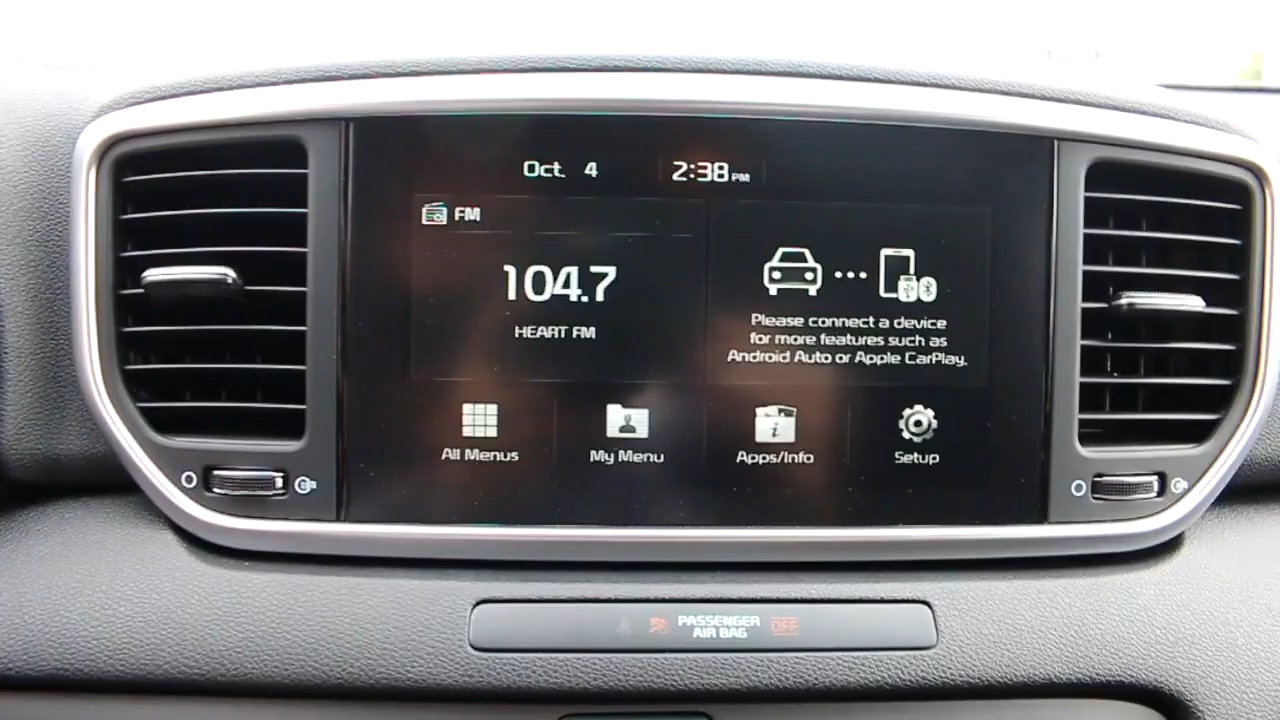 Oct. 4 2:38 PM
FM
104.7
HEART FM
Please connect a device
for more features such as
Android Auto or Apple CarPlay.
All Menus My Menu Apps/Info Setup
PASSENGER
AIR BAG OFF